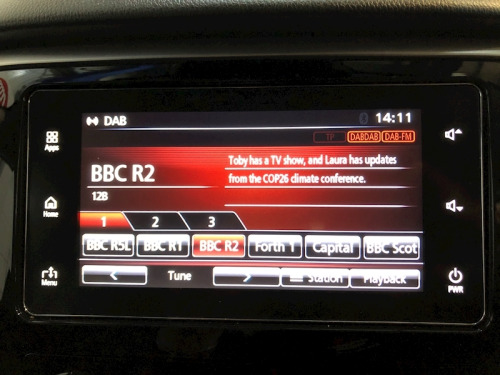 DAB
14:11
TP DABDAB DAB-FM
Apps
BBC R2
Toby has a TV show, and Laura has updates
from the COP26 climate conference.
12B
Home
1 2 3
BBC R5L BBC R1 BBC R2 Forth 1 Capital BBC Scot
Menu
Tune
Station
Playback
PWR